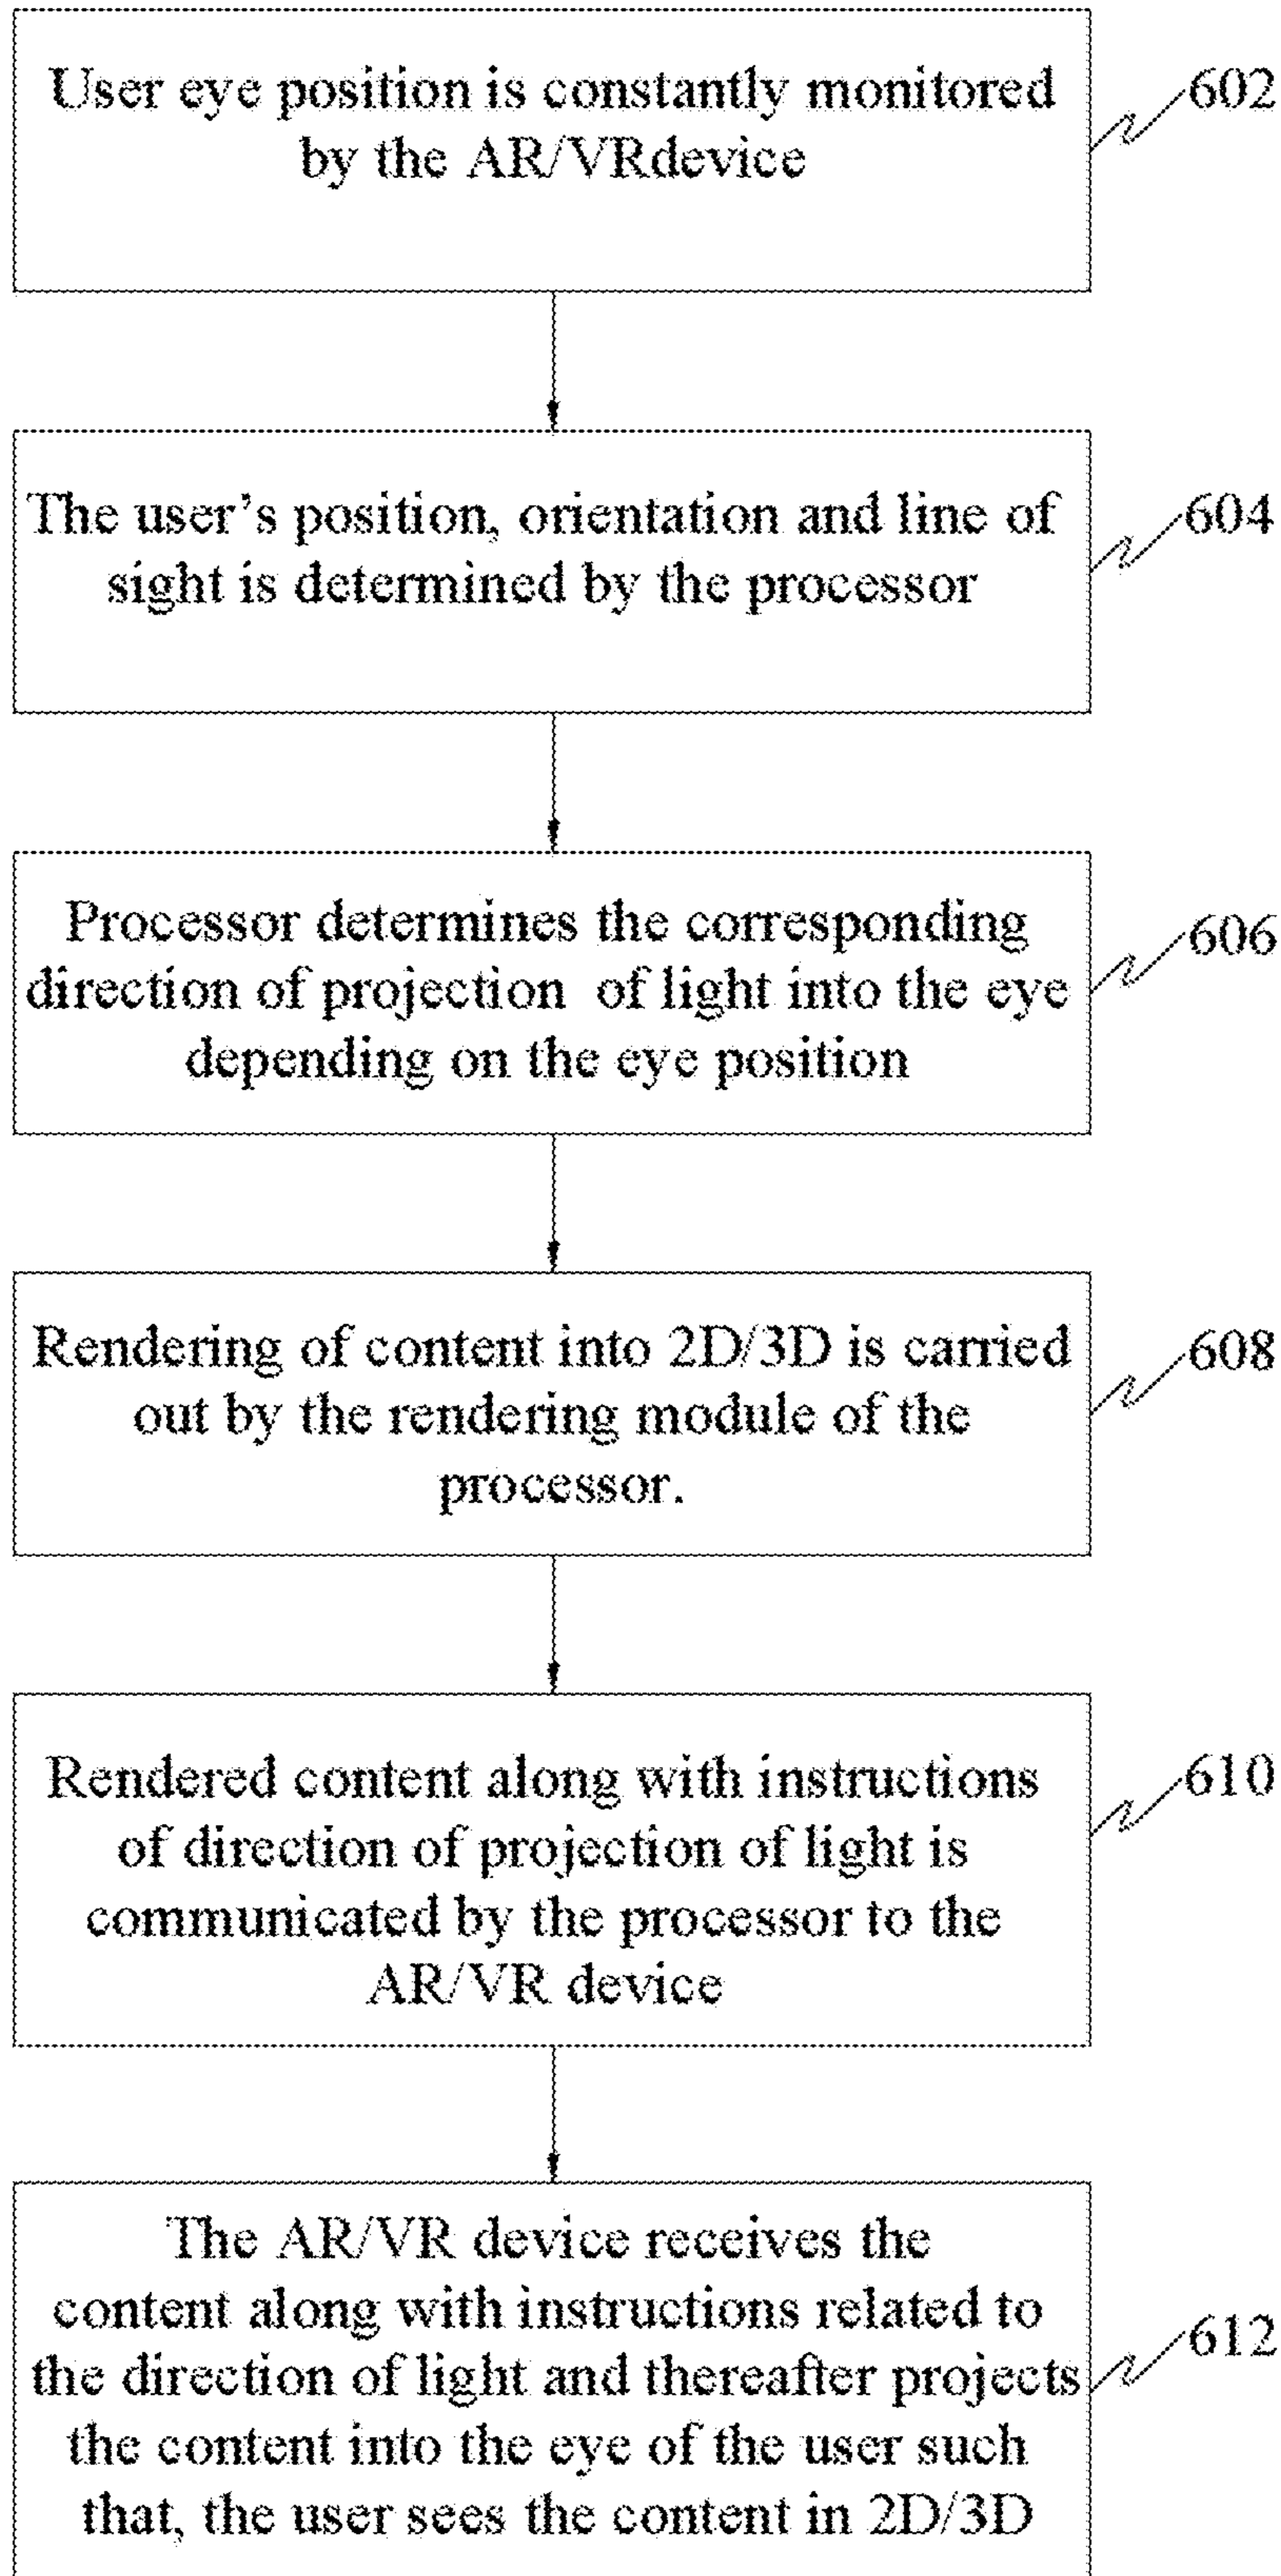 User eye position is constantly monitored
by the AR/VRdevice
602
The user's position, orientation and line of
sight is determined by the processor
604
Processor determines the corresponding
direction of projection of light into the eye
depending on the eye position
606
Rendering of content into 2D/3D is carried
out by the rendering module of the
processor.
608
Rendered content along with instructions
of direction of projection of light is
communicated by the processor to the
AR/VR device
610
The AR/VR device receives the
content along with instructions related to
the direction of light and thereafter projects
the content into the eye of the user such
that, the user sees the content in 2D/3D
612